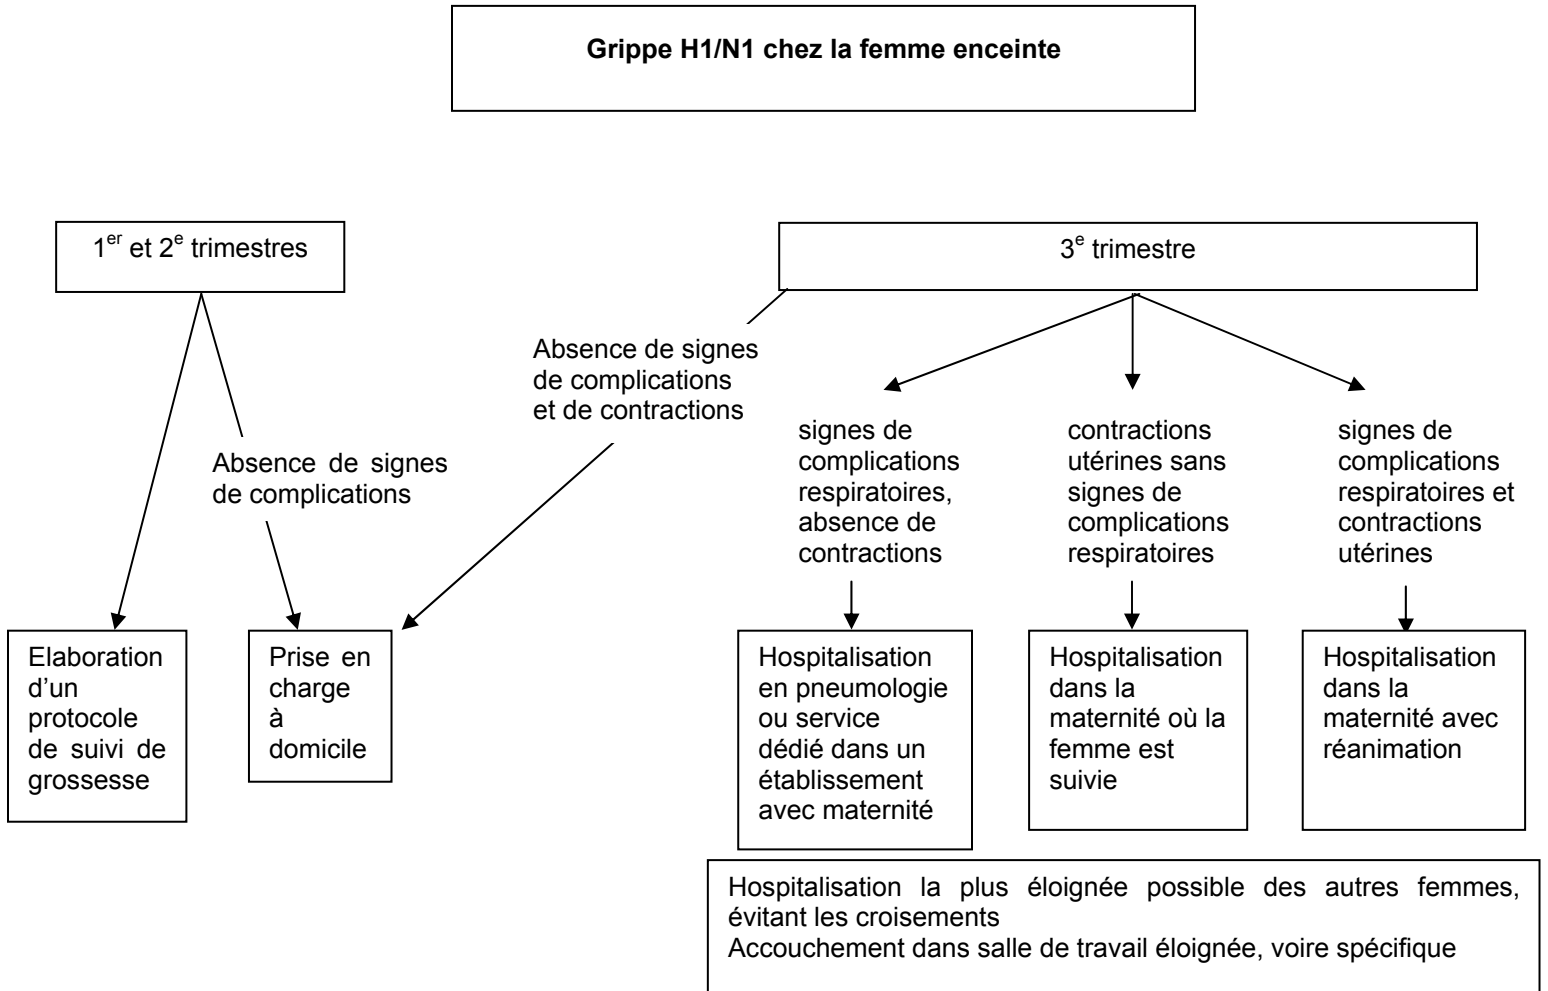 Grippe H1/N1 chez la femme enceinte
1er et 2e trimestres
3e trimestre
Absence de signes
de complications
et de contractions
Absence de signes
de complications
signes de
complications
respiratoires,
absence de
contractions
contractions
utérines sans
signes de
complications
respiratoires
signes de
complications
respiratoires et
contractions
utérines
Elaboration
d’un
protocole
de suivi de
grossesse
Prise en
charge
à
domicile
Hospitalisation
en pneumologie
ou service
dédié dans un
établissement
avec maternité
Hospitalisation
dans la
maternité où la
femme est
suivie
Hospitalisation
dans la
maternité avec
réanimation
Hospitalisation la plus éloignée possible des autres femmes,
évitant les croisements
Accouchement dans salle de travail éloignée, voire spécifique